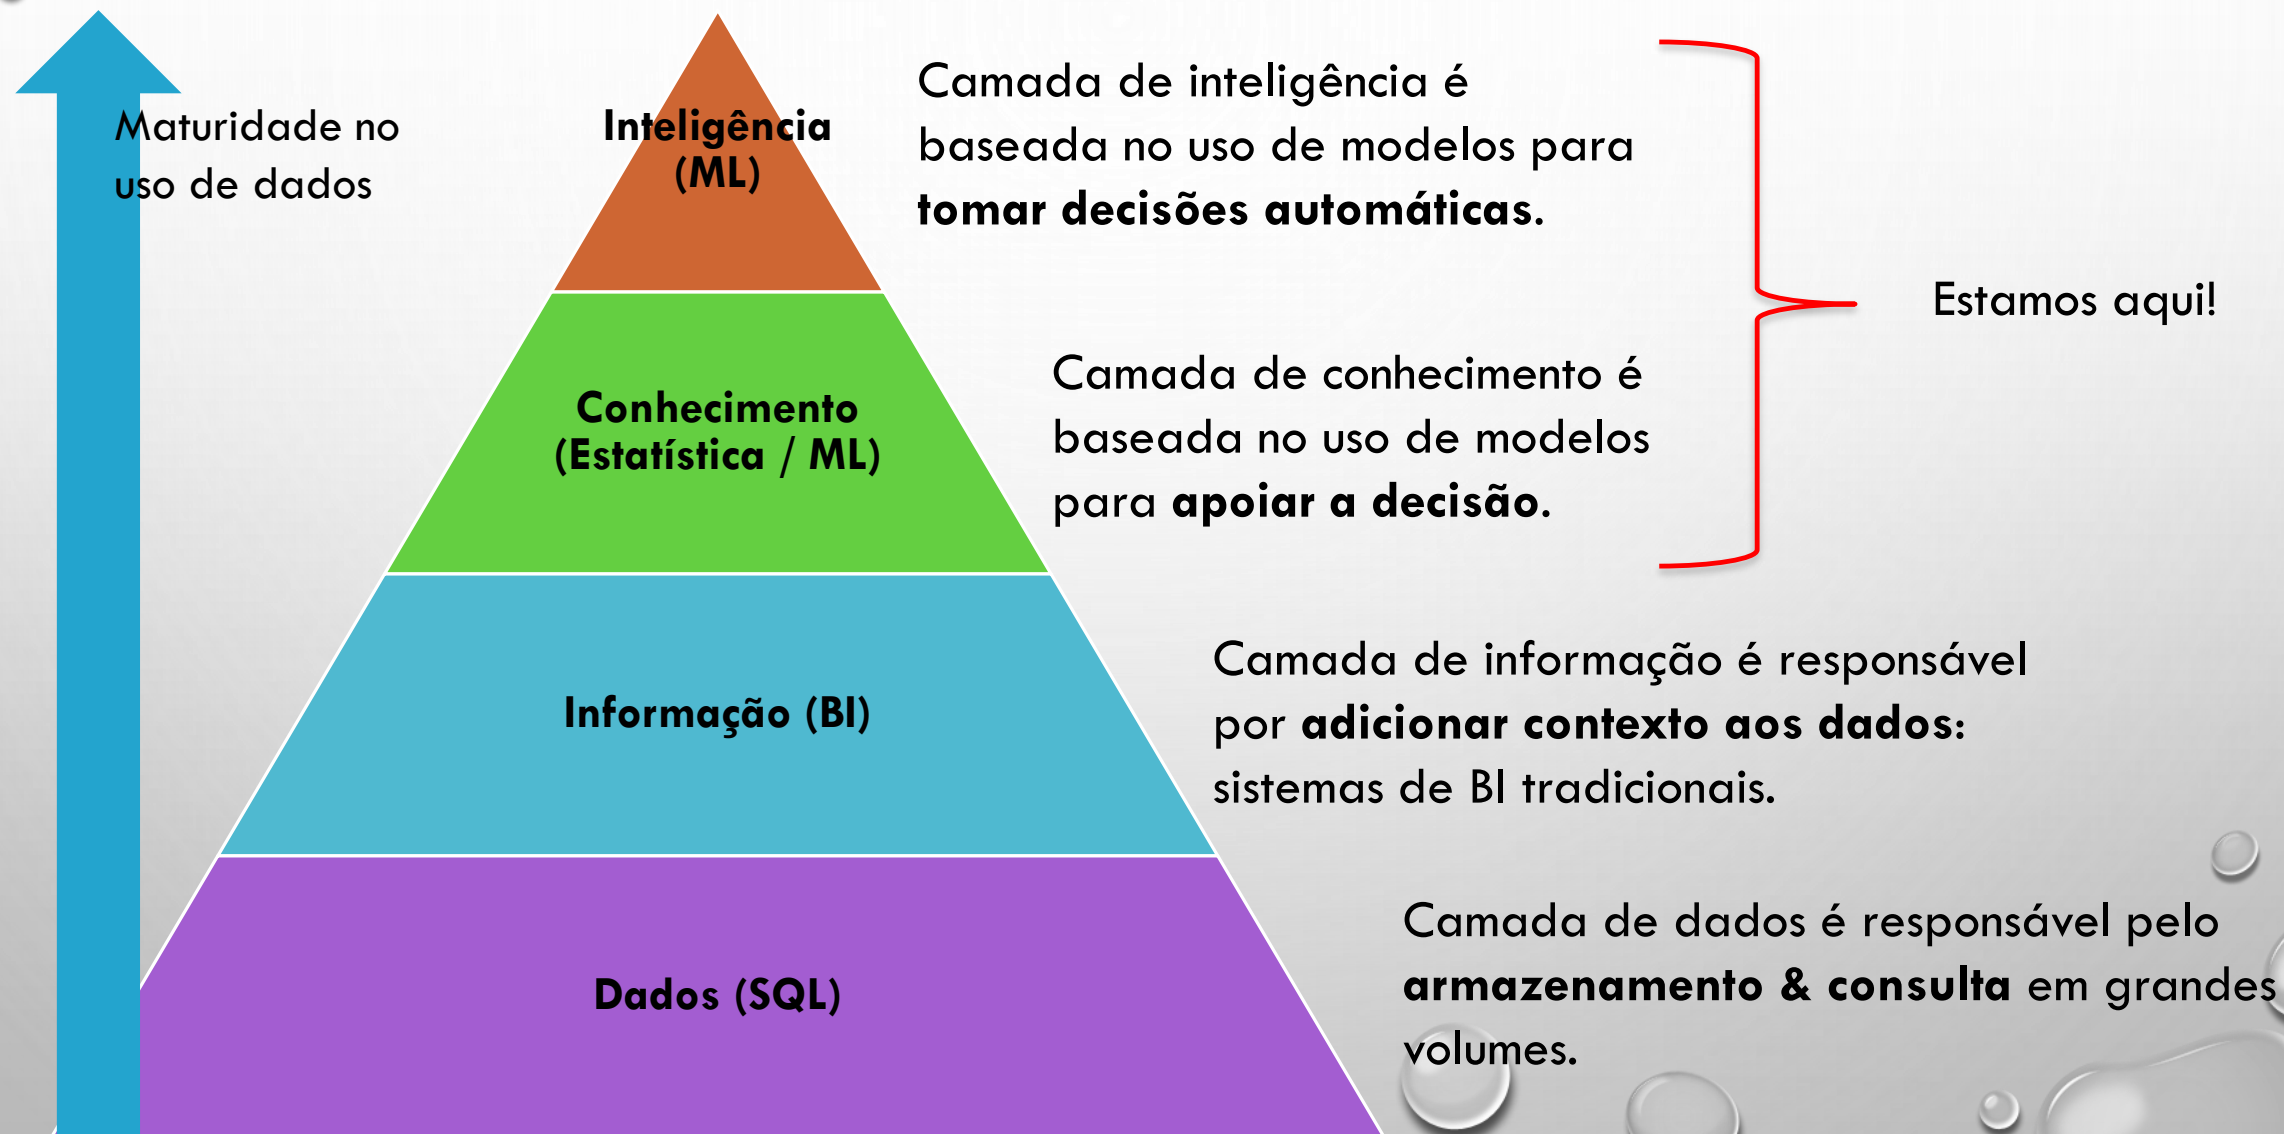 Maturidade no
uso de dados
Inteligência
(ML)
Camada de inteligência é
baseada no uso de modelos para
tomar decisões automáticas.
Estamos aqui!
Conhecimento
(Estatística / ML)
Camada de conhecimento é
baseada no uso de modelos
para apoiar a decisão.
Informação (BI)
Camada de informação é responsável
por adicionar contexto aos dados:
sistemas de BI tradicionais.
Dados (SQL)
Camada de dados é responsável pelo
armazenamento & consulta em grandes
volumes.